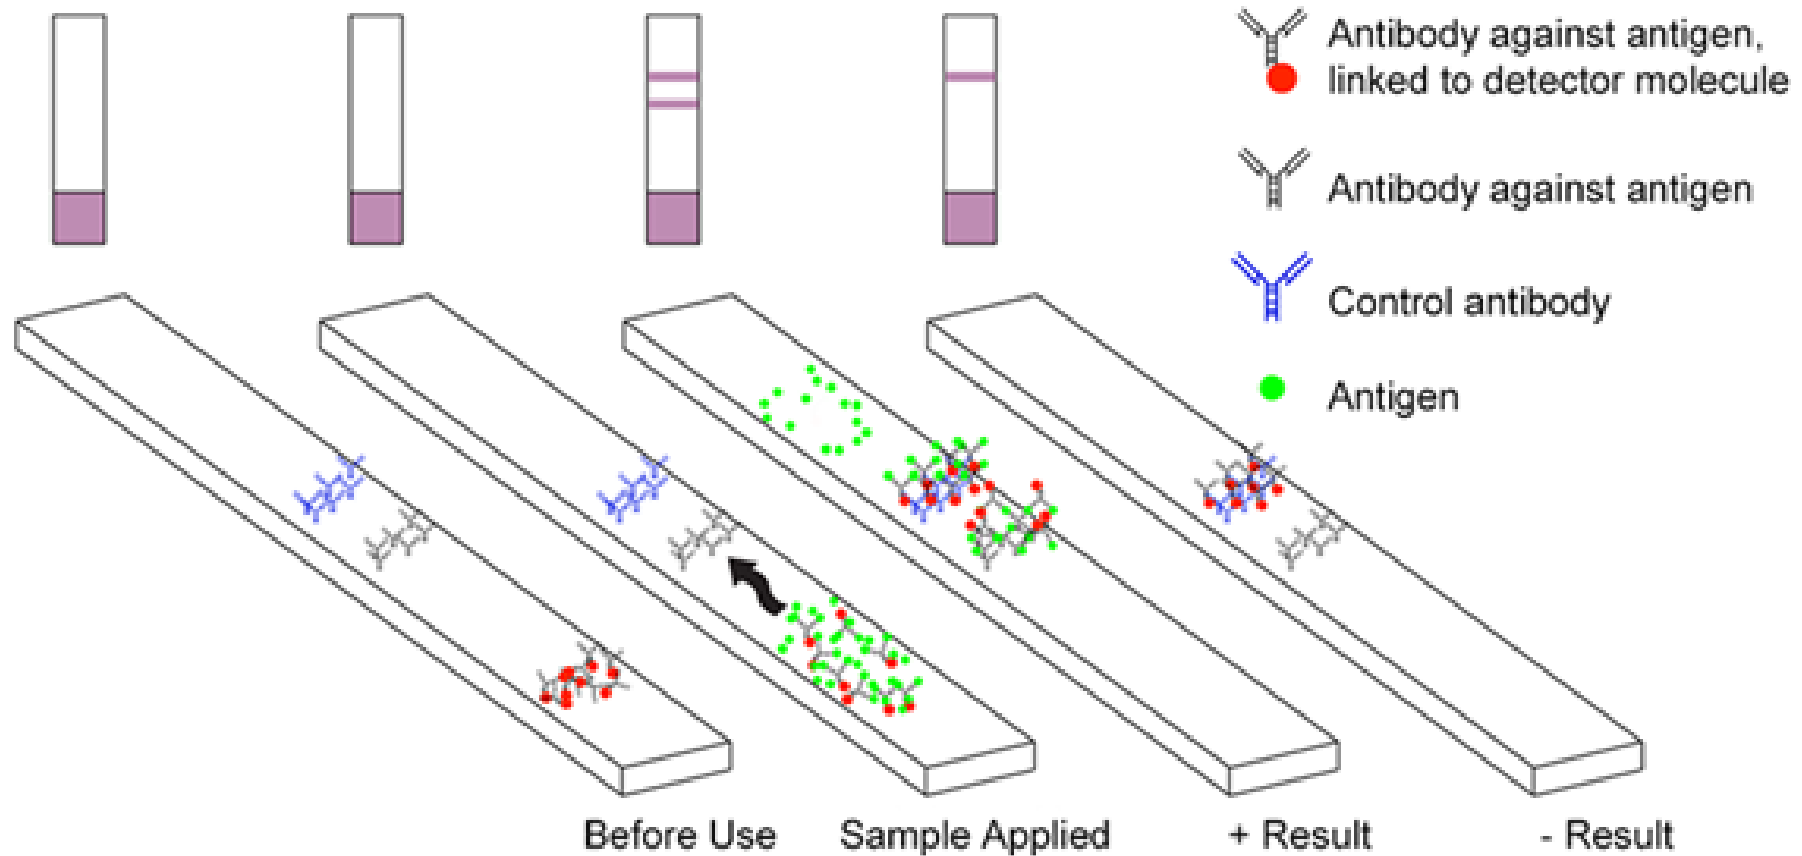 Antibody against antigen,
linked to detector molecule
Antibody against antigen
Control antibody
Antigen
Before Use
Sample Applied
+ Result
- Result